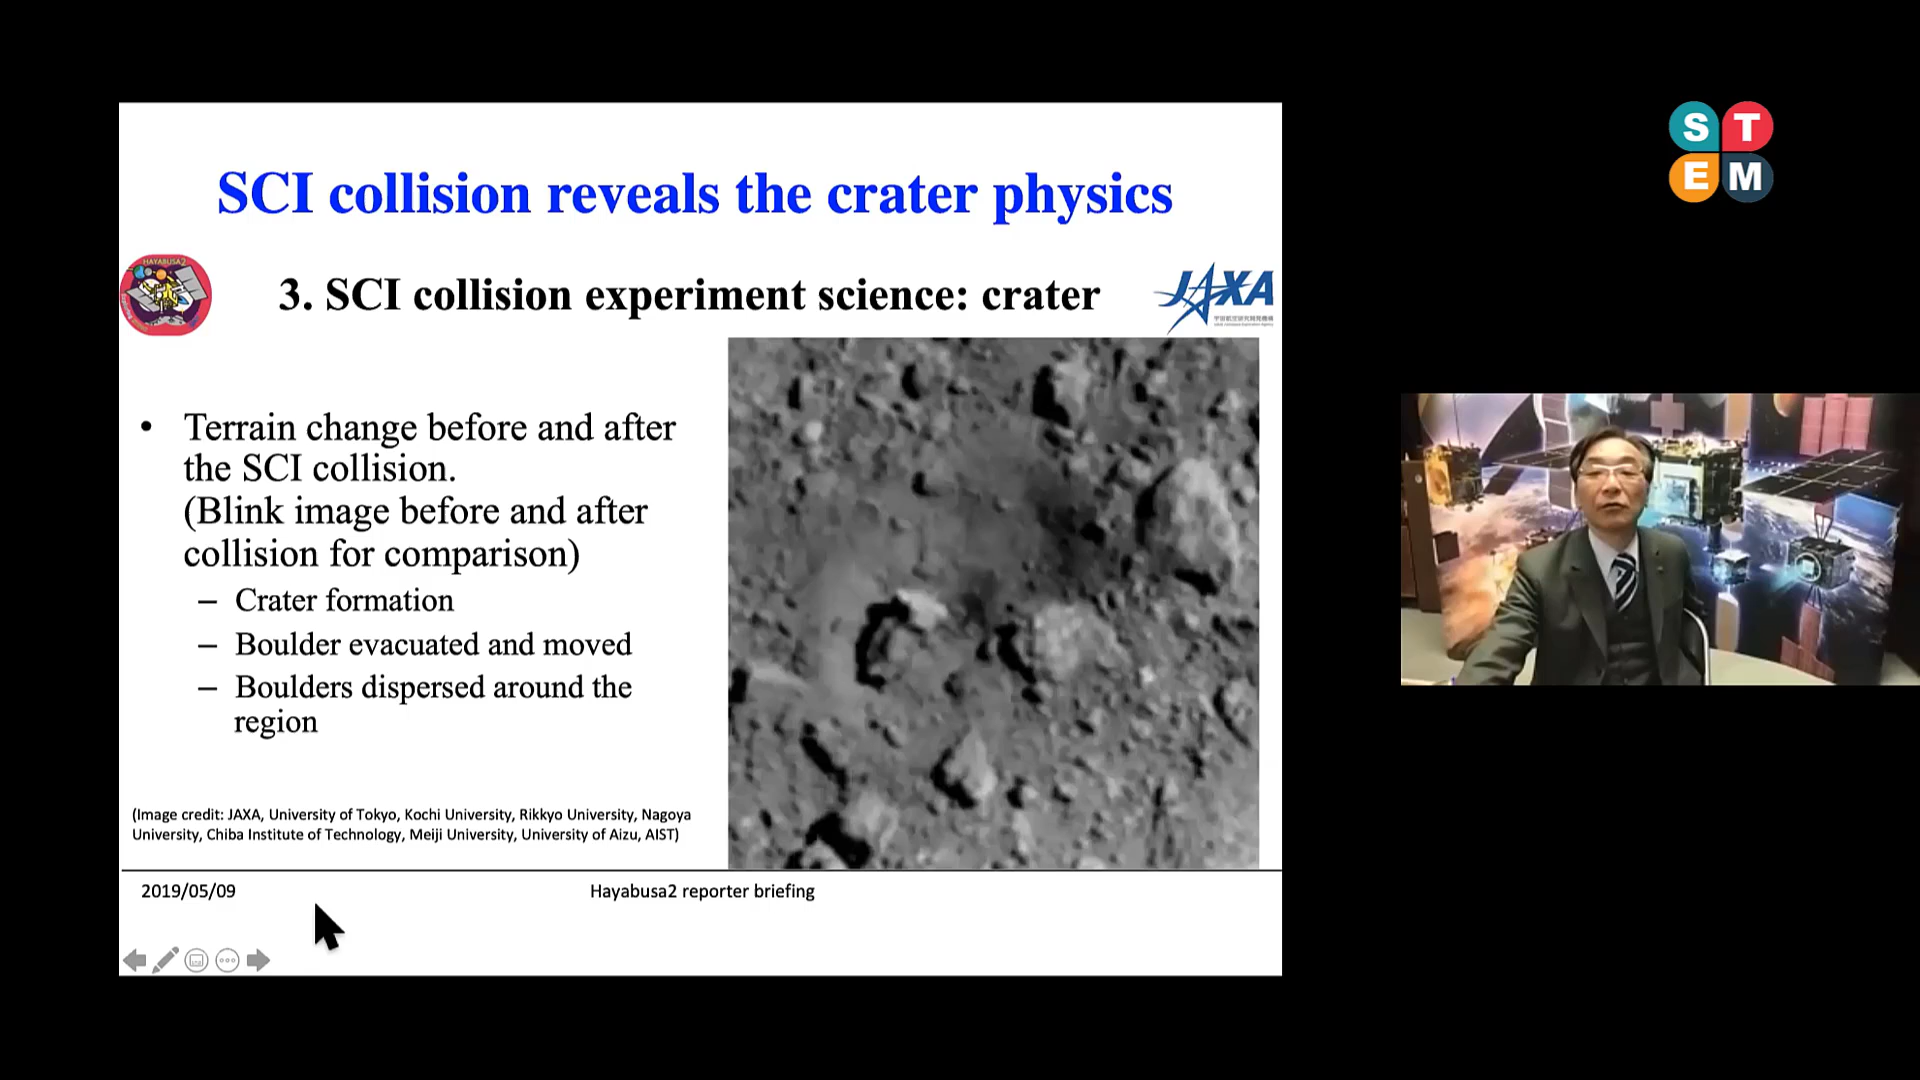 SCI collision reveals the crater physics
HAYABUSA2
3. SCI collision experiment science: crater
JAXA
• Terrain change before and after
the SCI collision.
(Blink image before and after
collision for comparison)
– Crater formation
– Boulder evacuated and moved
– Boulders dispersed around the
region
(Image credit: JAXA, University of Tokyo, Kochi University, Rikkyo University, Nagoya
University, Chiba Institute of Technology, Meiji University, University of Aizu, AIST)
2019/05/09
Hayabusa2 reporter briefing
S T
E M